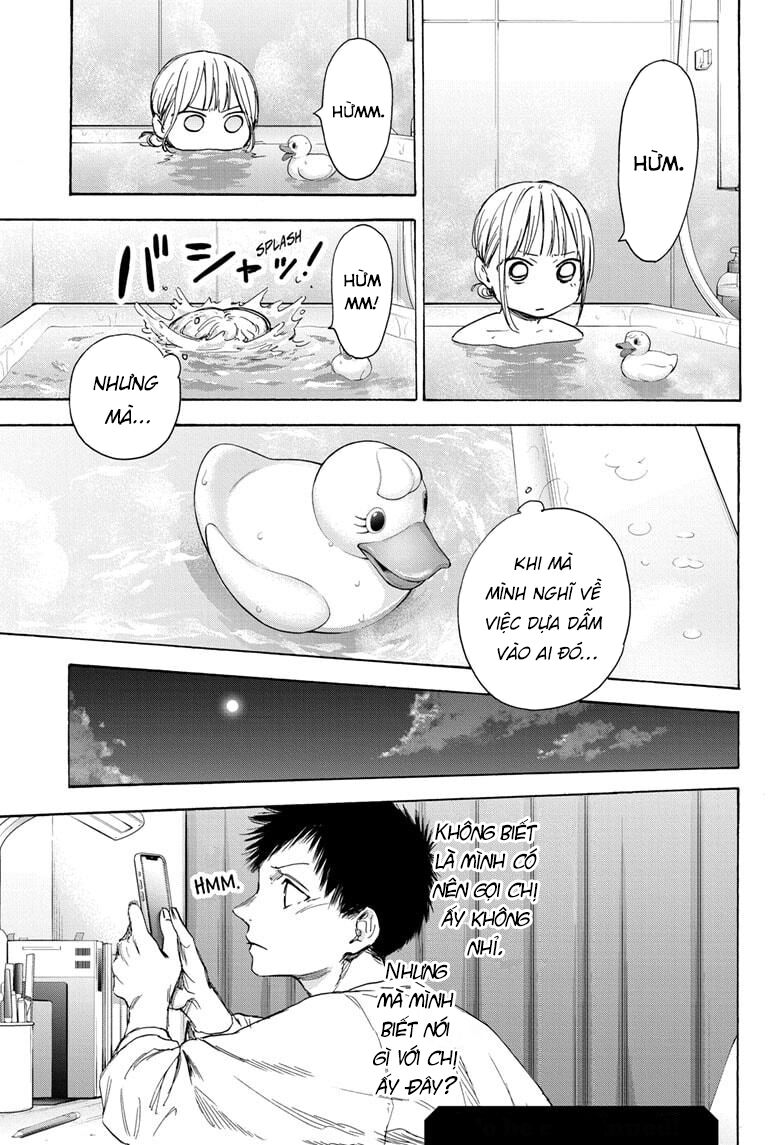 HỪM.
HỪMM.
HỪM
MM!
SPLASH
バシャッ!
NHƯNG
MÀ...
KHI MÀ
MÌNH NGHĨ VỀ
VIỆC DỰA DẪM
VÀO AI ĐÓ...
KHÔNG BIẾT
LÀ MÌNH CÓ
NÊN GỌI CHỊ
ẤY KHÔNG
NHỈ.
HMM.
NHƯNG
MÀ MÌNH
BIẾT NÓI
GÌ VỚI CHỊ
ẤY ĐÂY?